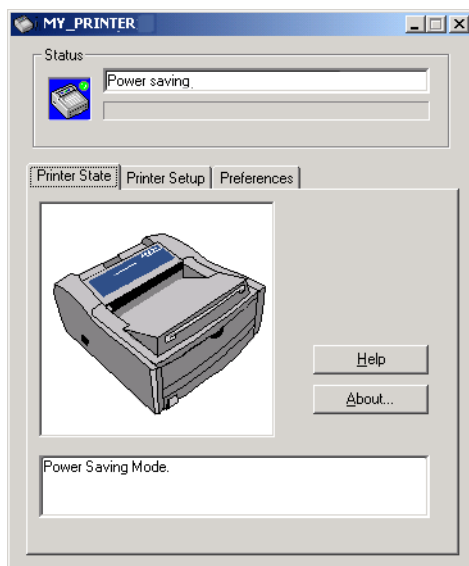 MY_PRINTER
Status
Power saving
Printer State
Printer Setup
Preferences
Help
About...
Power Saving Mode.